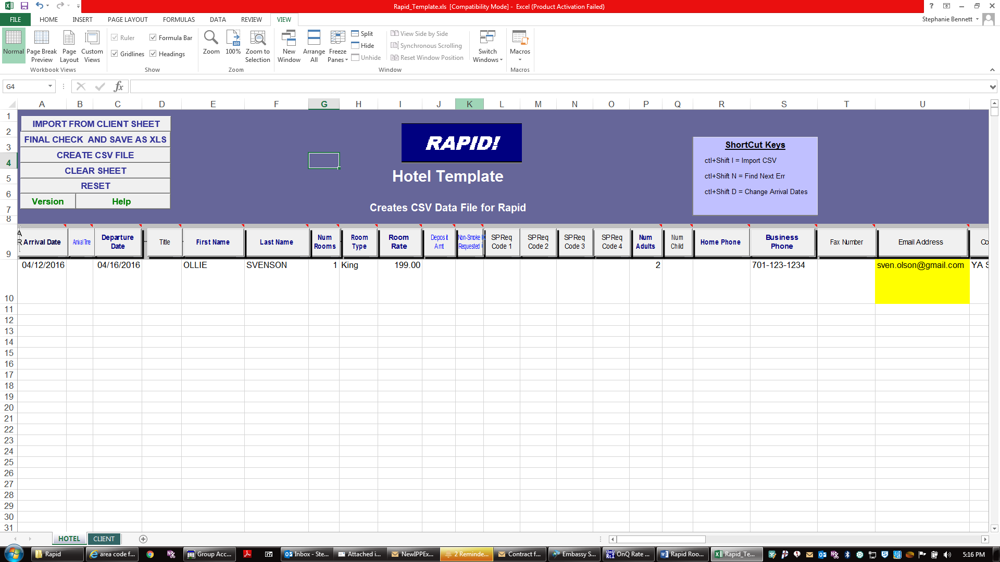 Rapid_Template.xls [Compatibility Mode] - Excel (Product Activation Failed)
FILE HOME INSERT PAGE LAYOUT FORMULAS DATA REVIEW VIEW Stephanie Bennett
Normal Page Break Preview Page Layout Custom Views
Workbook Views
Ruler Formula Bar
Gridlines Headings
Show
Zoom 100% Zoom to Selection
Zoom
New Window Arrange All Freeze Panes
Split
Hide
Unhide
View Side by Side
Synchronous Scrolling
Reset Window Position
Switch Windows
Window
Macros
Macros
G4 fx
A B C D E F G H I J K L M N O P Q R S T U
1
2
3
4
5
6
7
8
9
IMPORT FROM CLIENT SHEET
FINAL CHECK AND SAVE AS XLS
CREATE CSV FILE
CLEAR SHEET
RESET
Version Help
RAPID!
Hotel Template
Creates CSV Data File for Rapid
ShortCut Keys
ctl+Shift I = Import CSV
ctl+Shift N = Find Next Err
ctl+Shift D = Change Arrival Dates
Arrival Date Arrival Time Departure Date Title First Name Last Name Num Rooms Room Type Room Rate Deposit Amt Non-Smoke Requested SPReq Code 1 SPReq Code 2 SPReq Code 3 SPReq Code 4 Num Adults Num Child Home Phone Business Phone Fax Number Email Address Co
10 04/12/2016 04/16/2016 OLLIE SVENSON 1 King 199.00 2 701-123-1234 sven.olson@gmail.com YA S
11
12
13
14
15
16
17
18
19
20
21
22
23
24
25
26
27
28
29
30
31
HOTEL CLIENT
Rapid area code f... Group Acc... Inbox - Ste... Attached i... NewIPPEx... 2 Reminde... Contract f... Embassy S... OnQ Rate ... Rapid Roo... Rapid_Te... 5:16 PM